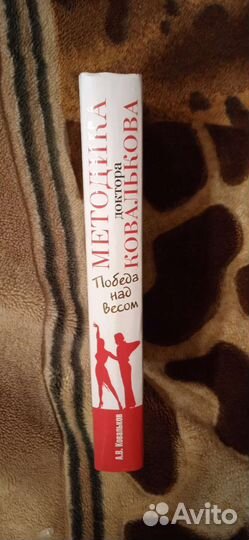 МЕТОДИКА
доктора
КОВАЛЬКОВА
Победа
над
весом
А.В. Ковальков
Avito